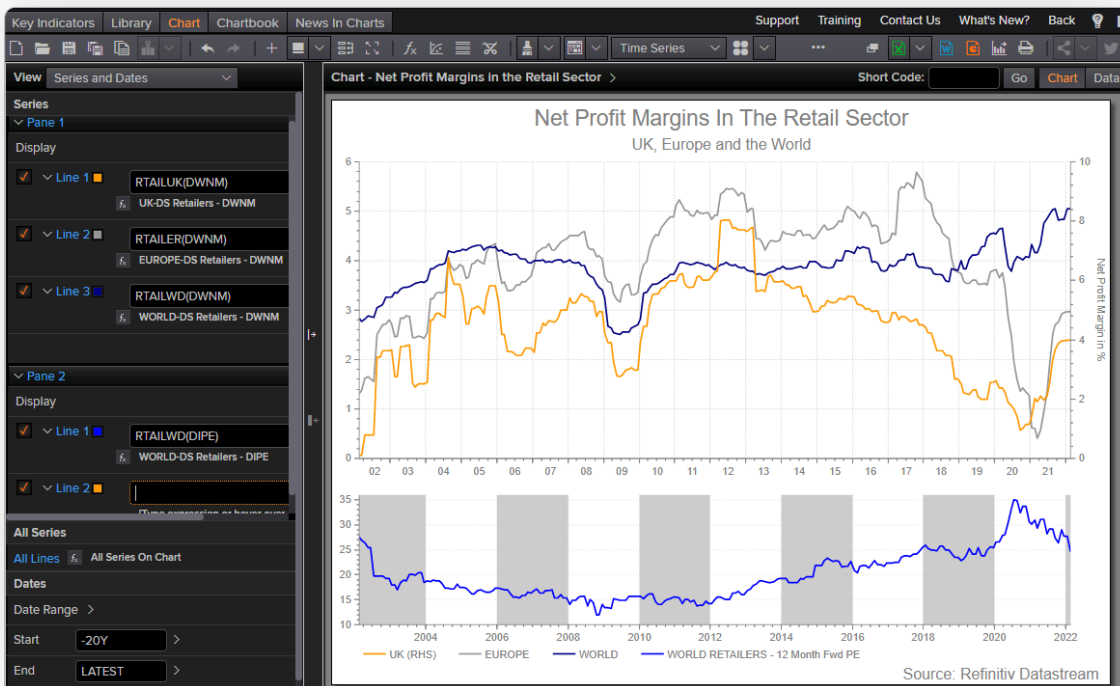 Key Indicators Library Chart Chartbook News In Charts Support Training Contact Us What's New? Back
Time Series
View Series and Dates
Chart - Net Profit Margins in the Retail Sector > Short Code: Go Chart Data
Series
Pane 1
Display
Line 1 RTAILUK(DWNM)
fx UK-DS Retailers - DWNM
Line 2 RTAILER(DWNM)
fx EUROPE-DS Retailers - DWNM
Line 3 RTAILWD(DWNM)
fx WORLD-DS Retailers - DWNM
Pane 2
Display
Line 1 RTAILWD(DIPE)
fx WORLD-DS Retailers - DIPE
Line 2
All Series
All Lines fx All Series On Chart
Dates
Date Range >
Start -20Y >
End LATEST >
Net Profit Margins In The Retail Sector
UK, Europe and the World
6 10
5 8
4 6
3
2 4
1 2
0 0
Net Profit Margin in %
02 03 04 05 06 07 08 09 10 11 12 13 14 15 16 17 18 19 20 21
35
30
25
20
15
10
2004 2006 2008 2010 2012 2014 2016 2018 2020 2022
UK (RHS) EUROPE WORLD WORLD RETAILERS - 12 Month Fwd PE
Source: Refinitiv Datastream